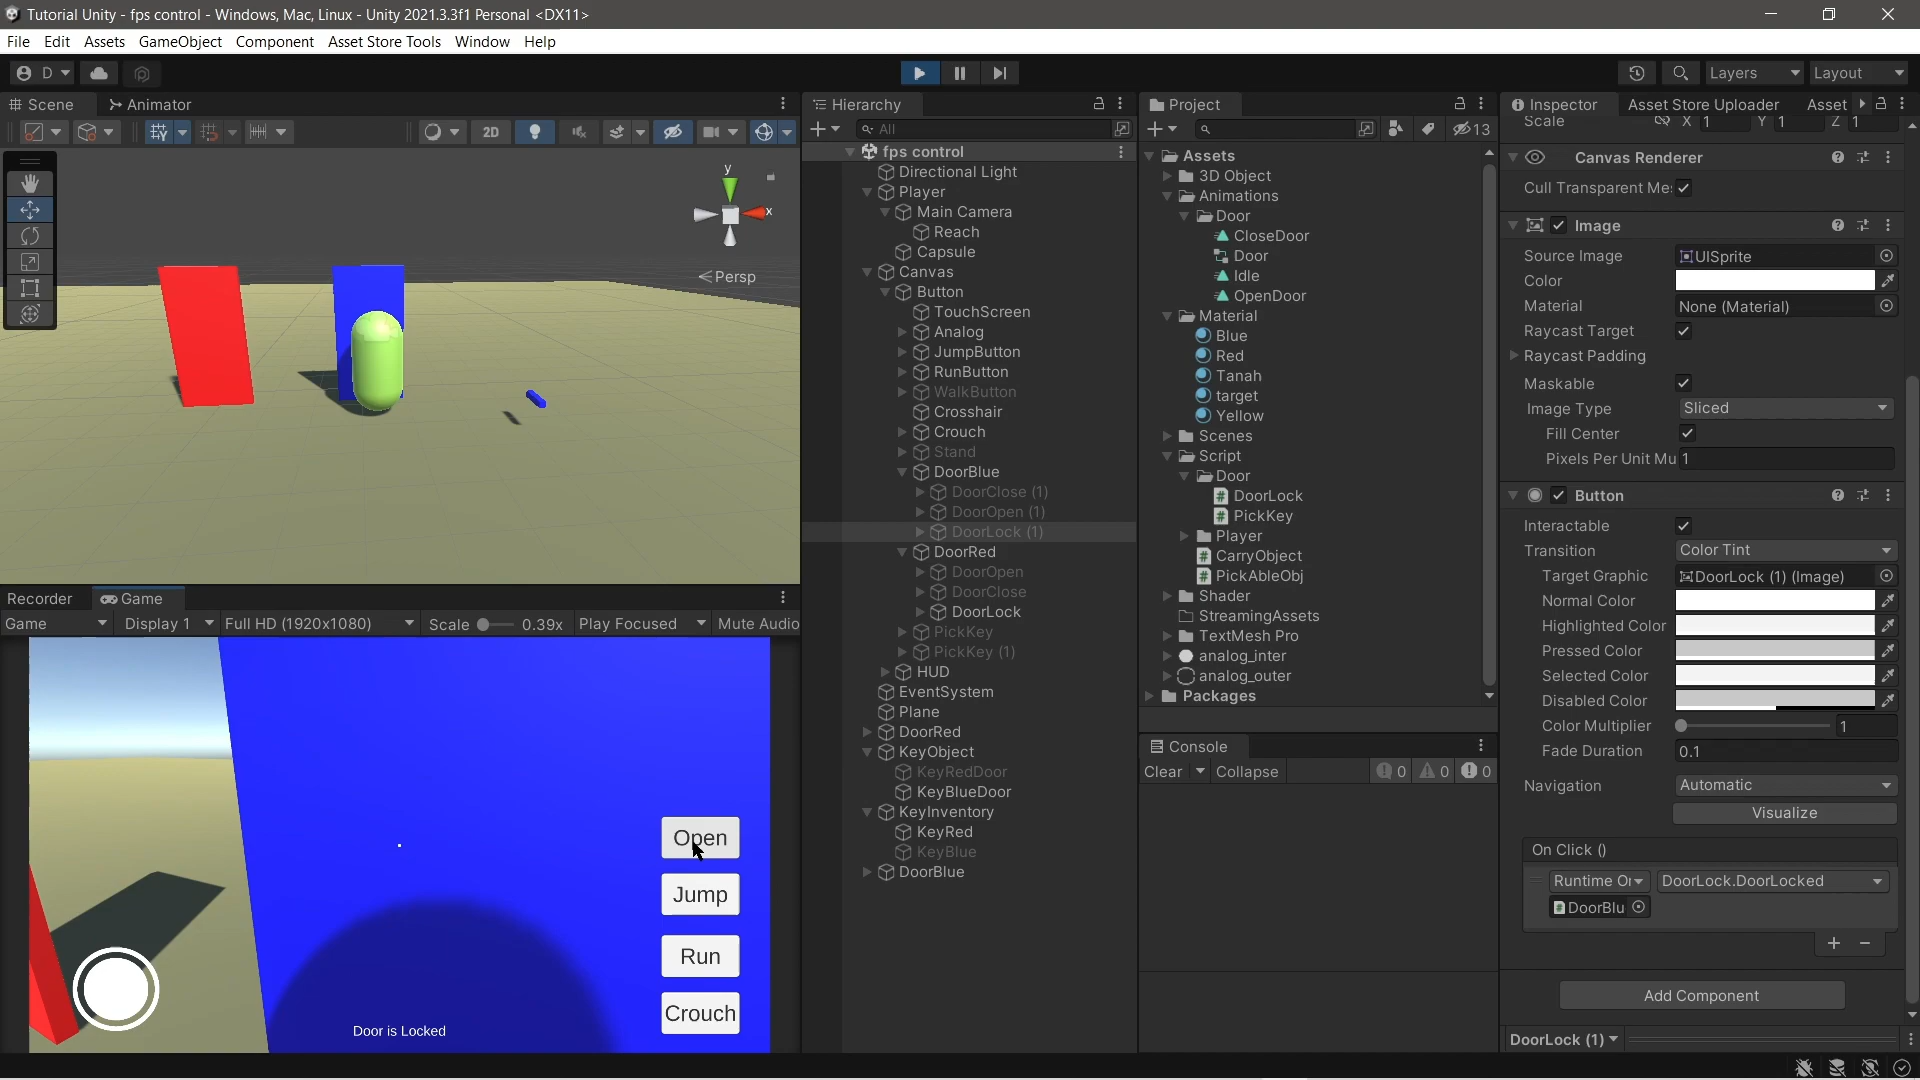 Tutorial Unity - fps control - Windows, Mac, Linux - Unity 2021.3.3f1 Personal <DX11>
File Edit Assets GameObject Component Asset Store Tools Window Help
D
Layers
Layout
Scene
Animator
2D
y
x
Persp
Recorder
Game
Game
Display 1
Full HD (1920x1080)
Scale
0.39x
Play Focused
Mute Audio
Open
Jump
Run
Crouch
Door is Locked
Hierarchy
All
fps control
Directional Light
Player
Main Camera
Reach
Capsule
Canvas
Button
TouchScreen
Analog
JumpButton
RunButton
WalkButton
Crosshair
Crouch
Stand
DoorBlue
DoorClose (1)
DoorOpen (1)
DoorLock (1)
DoorRed
DoorOpen
DoorClose
DoorLock
PickKey
PickKey (1)
HUD
EventSystem
Plane
DoorRed
KeyObject
KeyRedDoor
KeyBlueDoor
KeyInventory
KeyRed
KeyBlue
DoorBlue
Project
13
Assets
3D Object
Animations
Door
CloseDoor
Door
Idle
OpenDoor
Material
Blue
Red
Tanah
target
Yellow
Scenes
Script
Door
DoorLock
PickKey
Player
CarryObject
PickAbleObj
Shader
StreamingAssets
TextMesh Pro
analog_inter
analog_outer
Packages
Console
Clear
Collapse
0
0
0
Inspector
Asset Store Uploader
Asset
Scale X 1 Y 1 Z 1
Canvas Renderer
Cull Transparent Me
Image
Source Image UISprite
Color
Material None (Material)
Raycast Target
Raycast Padding
Maskable
Image Type Sliced
Fill Center
Pixels Per Unit Mu 1
Button
Interactable
Transition Color Tint
Target Graphic DoorLock (1) (Image)
Normal Color
Highlighted Color
Pressed Color
Selected Color
Disabled Color
Color Multiplier 1
Fade Duration 0.1
Navigation Automatic
Visualize
On Click ()
Runtime Or DoorLock.DoorLocked
DoorBlu
Add Component
DoorLock (1)